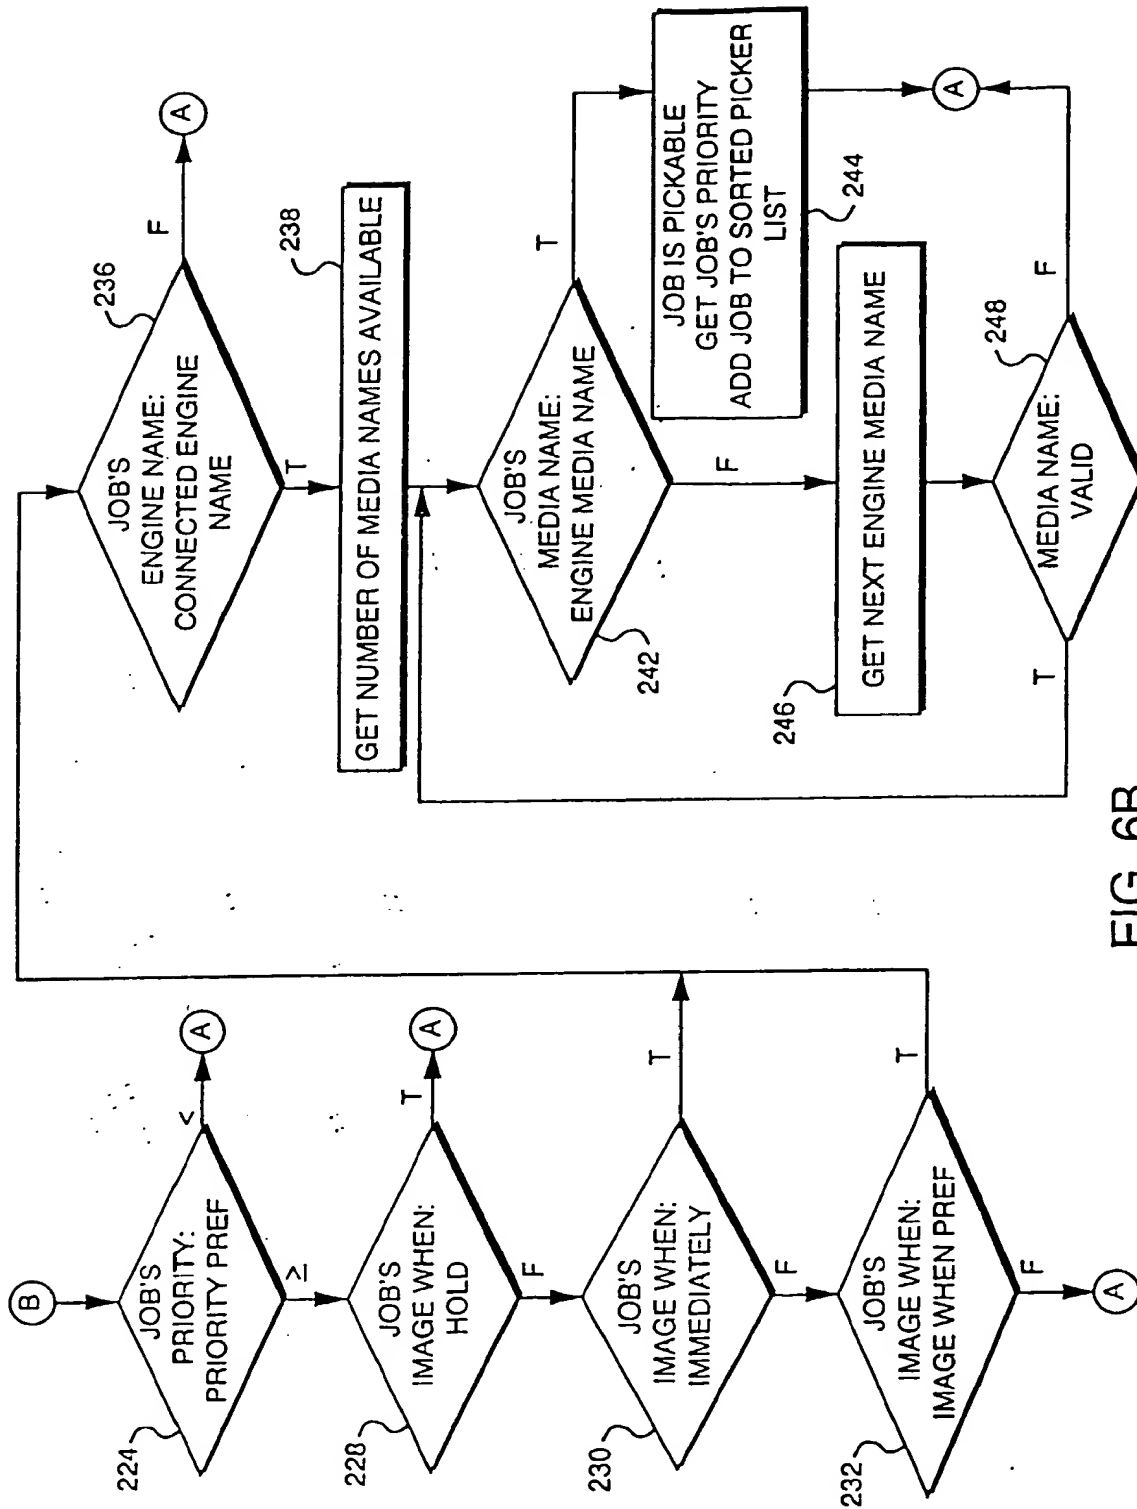 B
224
JOB'S
PRIORITY:
PRIORITY PREF
<
A
≥
228
JOB'S
IMAGE WHEN:
HOLD
T
A
F
230
JOB'S
IMAGE WHEN:
IMMEDIATELY
T
F
232
JOB'S
IMAGE WHEN:
IMAGE WHEN PREF
T
F
A
236
JOB'S
ENGINE NAME:
CONNECTED ENGINE
NAME
F
A
T
238
GET NUMBER OF MEDIA NAMES AVAILABLE
JOB'S
MEDIA NAME:
ENGINE MEDIA NAME
242
T
JOB IS PICKABLE
GET JOB'S PRIORITY
ADD JOB TO SORTED PICKER
LIST
244
A
F
246
GET NEXT ENGINE MEDIA NAME
248
MEDIA NAME:
VALID
T
F
FIG. 6B